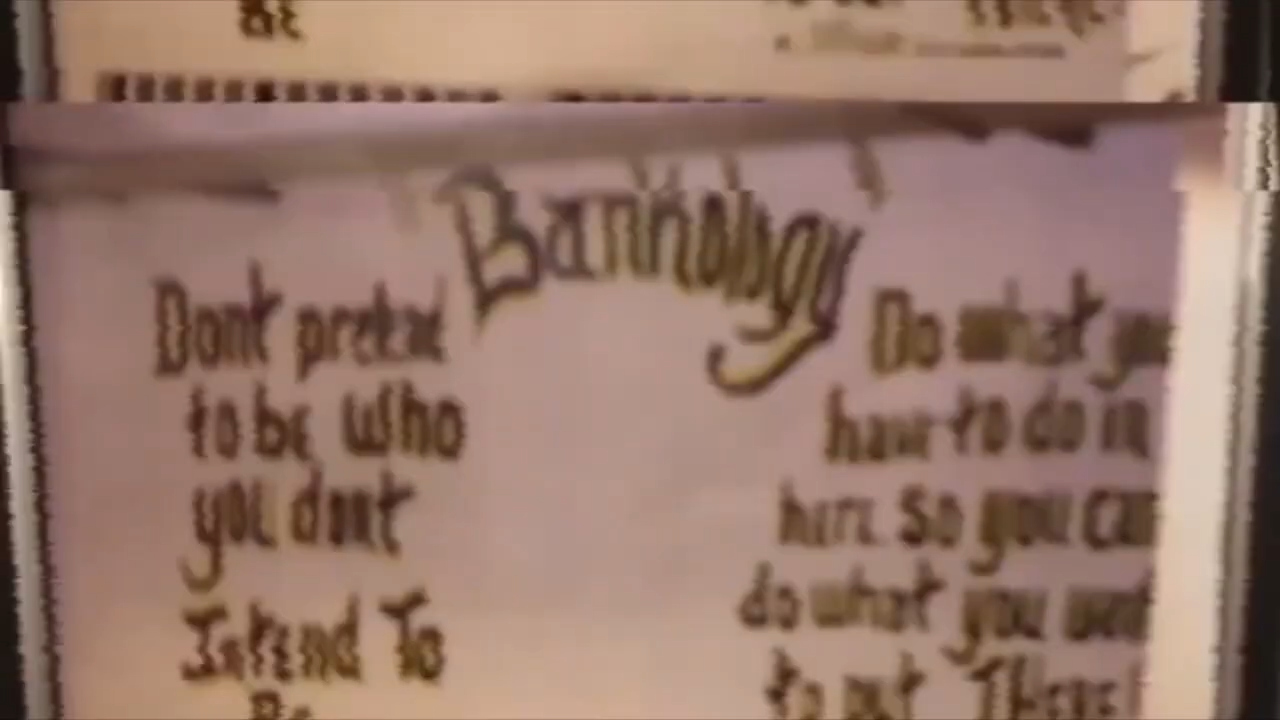 Bankology
Dont pretend
to be who
you dont
Intend To
Be
Do what you
have to do in
here so you can
do what you want
to out THERE!